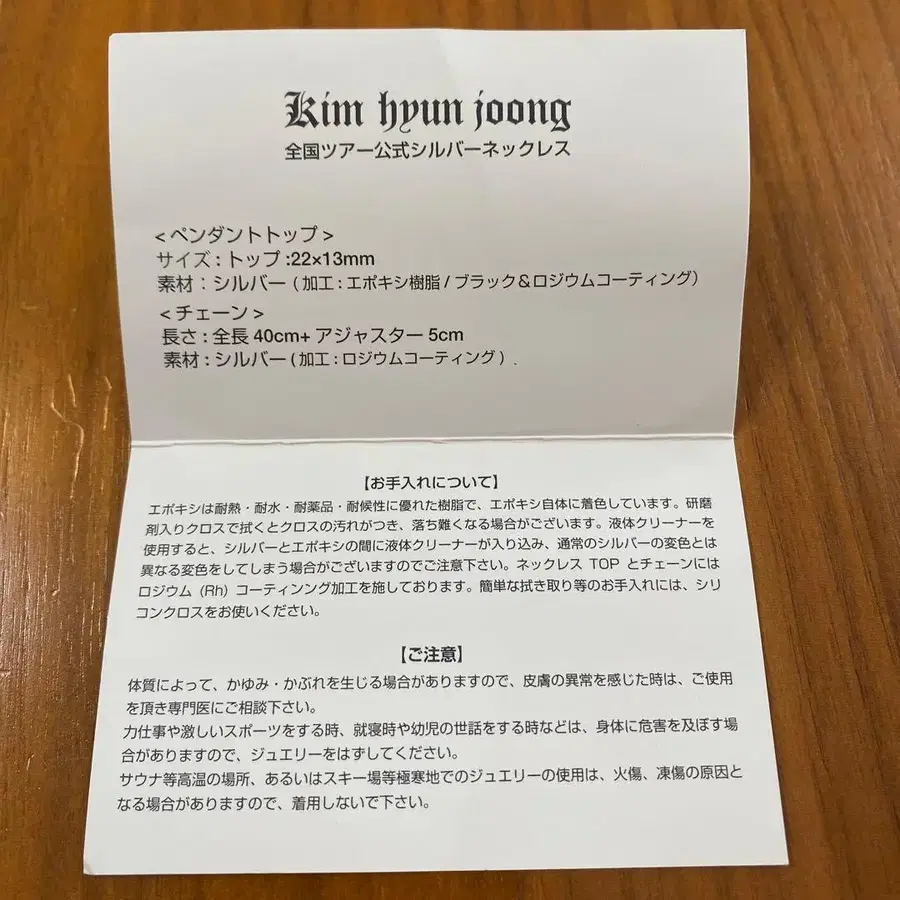 Kim hyun joong
全国ツアー公式シルバーネックレス
<ペンダントトップ>
サイズ:トップ:22×13mm
素材:シルバー(加工:エポキシ樹脂/ブラック&ロジウムコーティング)
<チェーン>
長さ:全長40cm+アジャスター5cm
素材:シルバー(加工:ロジウムコーティング).
【お手入れについて】
エポキシは耐熱・耐水・耐薬品・耐候性に優れた樹脂で、エポキシ自体に着色しています。研磨
剤入りクロスで拭くとクロスの汚れがつき、落ち難くなる場合がございます。液体クリーナーを
使用すると、シルバーとエポキシの間に液体クリーナーが入り込み、通常のシルバーの変色とは
異なる変色をしてしまう場合がございますのでご注意下さい。ネックレス TOP とチェーンには
ロジウム(Rh)コーティンング加工を施しております。簡単な拭き取り等のお手入れには、シリ
コンクロスをお使いください。
【ご注意】
体質によって、かゆみ・かぶれを生じる場合がありますので、皮膚の異常を感じた時は、ご使用
を頂き専門医にご相談下さい。
力仕事や激しいスポーツをする時、就寝時や幼児の世話をする時などは、身体に危害を及ぼす場
合がありますので、ジュエリーをはずしてください。
サウナ等高温の場所、あるいはスキー場等極寒地でのジュエリーの使用は、火傷、凍傷の原因と
なる場合がありますので、着用しないで下さい。